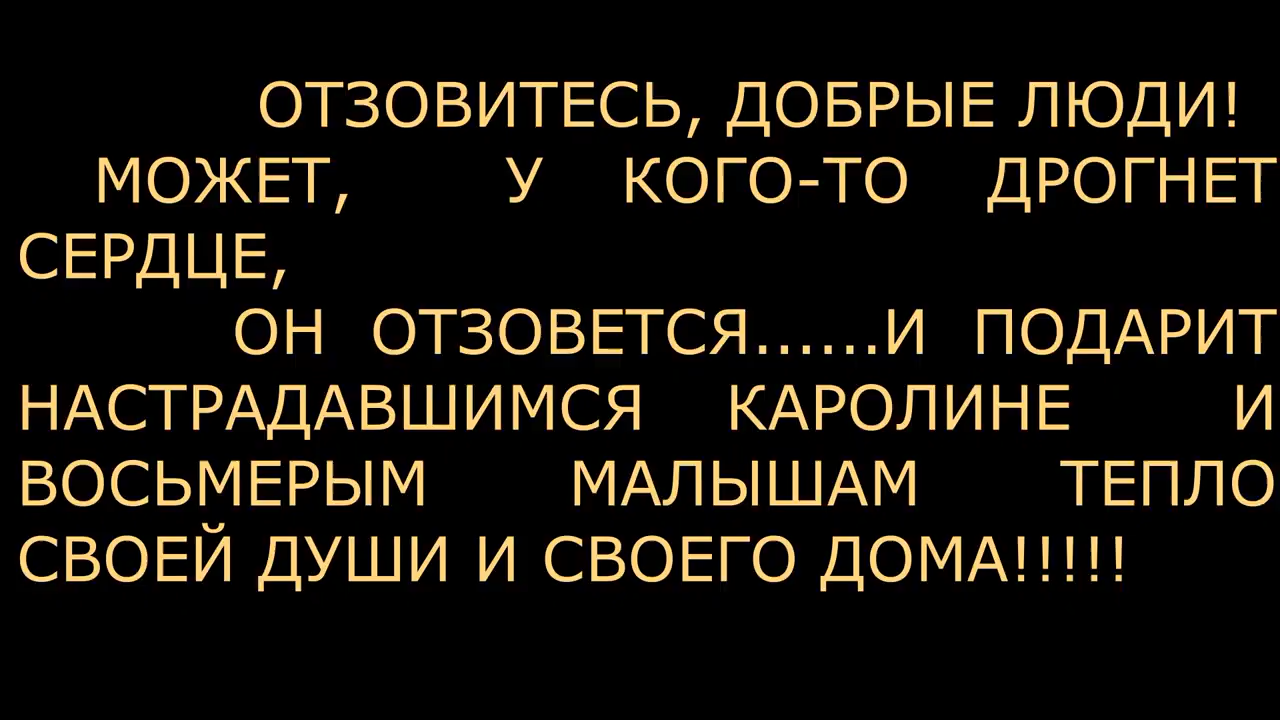 ОТЗОВИТЕСЬ, ДОБРЫЕ ЛЮДИ!
МОЖЕТ, У КОГО-ТО ДРОГНЕТ
СЕРДЦЕ,
ОН ОТЗОВЕТСЯ......И ПОДАРИТ
НАСТРАДАВШИМСЯ КАРОЛИНЕ И
ВОСЬМЕРЫМ МАЛЫШАМ ТЕПЛО
СВОЕЙ ДУШИ И СВОЕГО ДОМА!!!!!